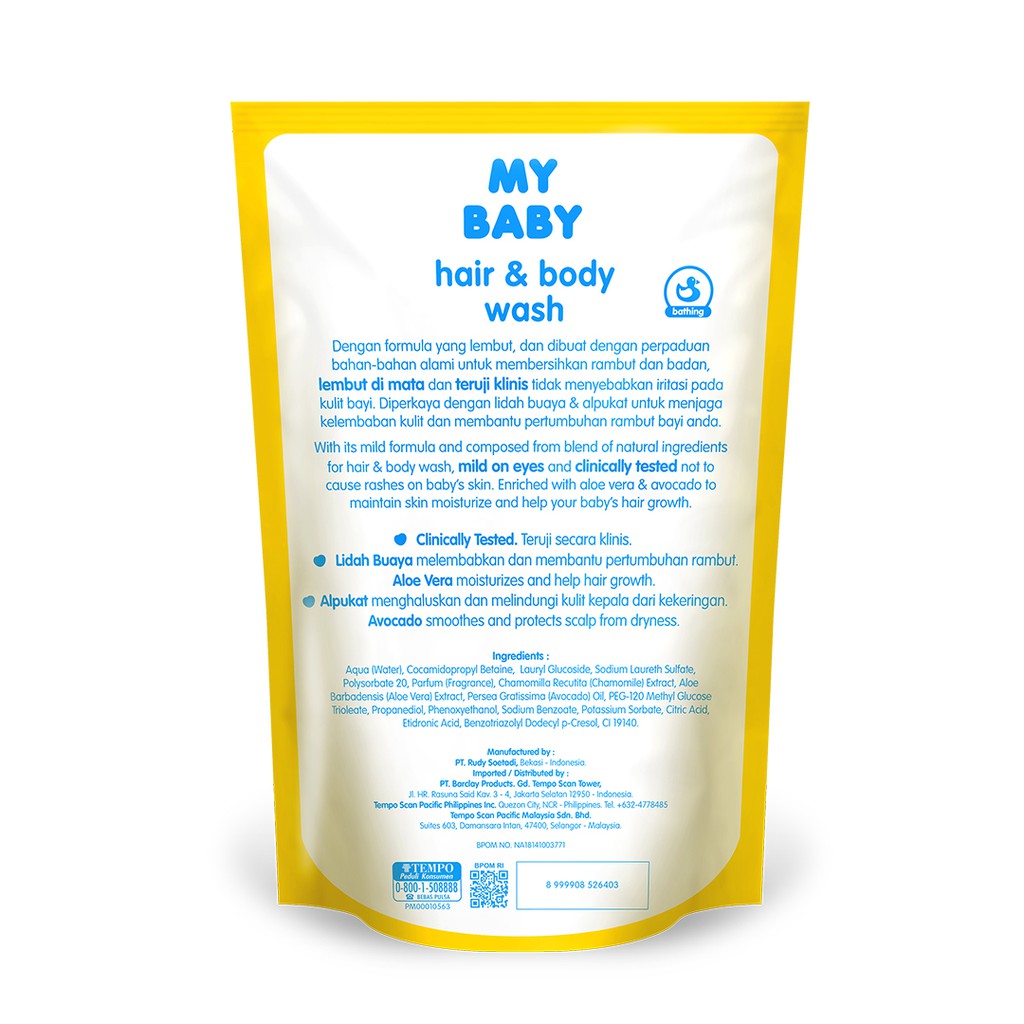 MY
BABY
hair & body
wash
bathing
Dengan formula yang lembut, dan dibuat dengan perpaduan
bahan-bahan alami untuk membersihkan rambut dan badan,
lembut di mata dan teruji klinis tidak menyebabkan iritasi pada
kulit bayi. Diperkaya dengan lidah buaya & alpukat untuk menjaga
kelembaban kulit dan membantu pertumbuhan rambut bayi anda.
With its mild formula and composed from blend of natural ingredients
for hair & body wash, mild on eyes and clinically tested not to
cause rashes on baby's skin. Enriched with aloe vera & avocado to
maintain skin moisturize and help your baby's hair growth.
Clinically Tested. Teruji secara klinis.
Lidah Buaya melembabkan dan membantu pertumbuhan rambut.
Aloe Vera moisturizes and help hair growth.
Alpukat menghaluskan dan melindungi kulit kepala dari kekeringan.
Avocado smoothes and protects scalp from dryness.
Ingredients :
Aqua (Water), Cocamidopropyl Betaine, Lauryl Glucoside, Sodium Laureth Sulfate,
Polysorbate 20, Parfum (Fragrance), Chamomilla Recutita (Chamomile) Extract, Aloe
Barbadensis (Aloe Vera) Extract, Persea Gratissima (Avocado) Oil, PEG-120 Methyl Glucose
Trioleate, Propanediol, Phenoxyethanol, Sodium Benzoate, Potassium Sorbate, Citric Acid,
Etidronic Acid, Benzotriazolyl Dodecyl p-Cresol, CI 19140.
Manufactured by :
PT. Rudy Soetadi, Bekasi - Indonesia.
Imported / Distributed by :
PT. Barclay Products. Gd. Tempo Scan Tower,
Jl. HR. Rasuna Said Kav. 3 - 4, Jakarta Selatan 12950 - Indonesia.
Tempo Scan Pacific Philippines Inc. Quezon City, NCR - Philippines. Tel. +632-4778485
Tempo Scan Pacific Malaysia Sdn. Bhd.
Suites 603, Damansara Intan, 47400, Selangor - Malaysia.
BPOM NO. NA18141003771
TEMPO
Peduli Konsumen
0-800-1-508888
BEBAS PULSA
PM00010563
BPOM RI
8 999908 526403